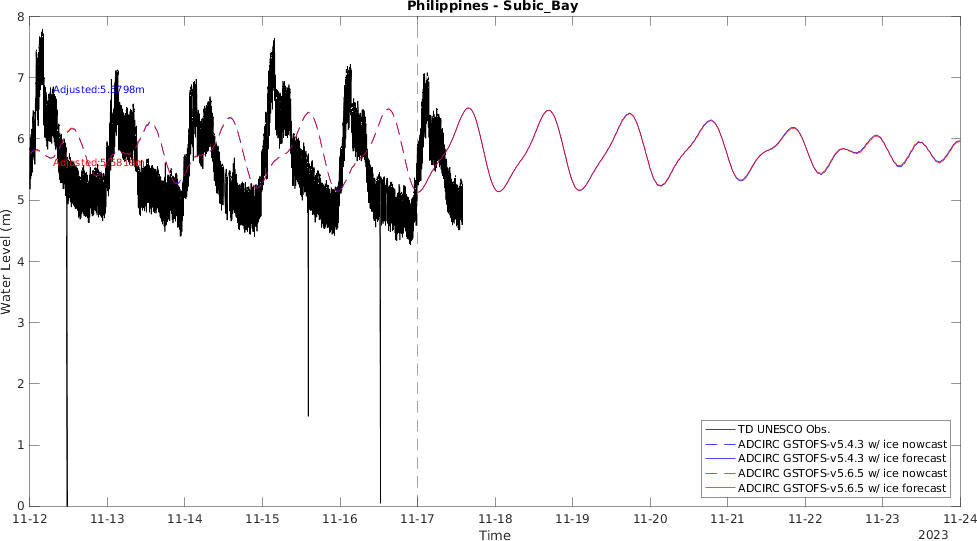 Philippines - Subic_Bay
8
7
6
5
4
3
2
1
0
Water Level (m)
11-12
11-13
11-14
11-15
11-16
11-17
11-18
11-19
11-20
11-21
11-22
11-23
11-24
Time
2023
TD UNESCO Obs.
ADCIRC GSTOFS-v5.4.3 w/ ice nowcast
ADCIRC GSTOFS-v5.4.3 w/ ice forecast
ADCIRC GSTOFS-v5.6.5 w/ ice nowcast
ADCIRC GSTOFS-v5.6.5 w/ ice forecast